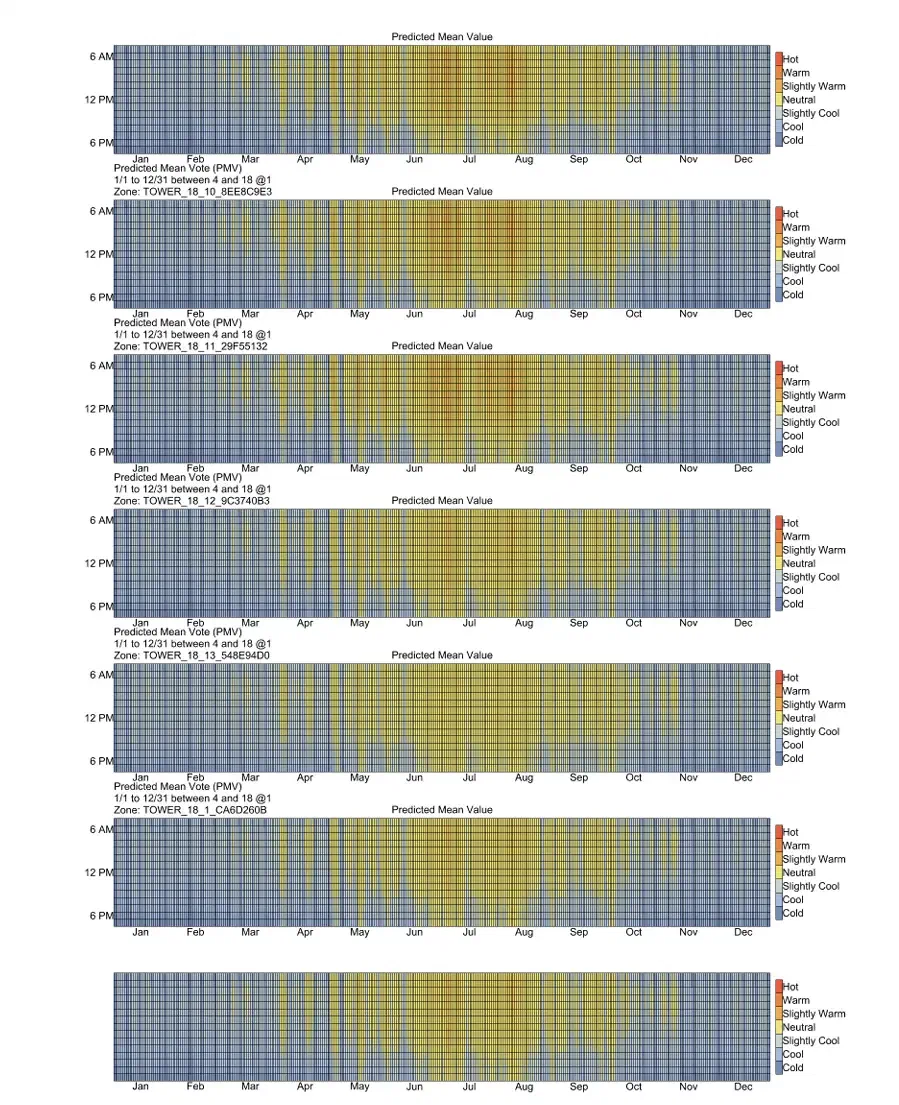 Predicted Mean Value
6 AM
12 PM
6 PM
Hot
Warm
Slightly Warm
Neutral
Slightly Cool
Cool
Cold
Jan Feb Mar Apr May Jun Jul Aug Sep Oct Nov Dec
Predicted Mean Vote (PMV)
1/1 to 12/31 between 4 and 18 @1
Zone: TOWER_18_10_8EE8C9E3
Predicted Mean Value
6 AM
12 PM
6 PM
Hot
Warm
Slightly Warm
Neutral
Slightly Cool
Cool
Cold
Jan Feb Mar Apr May Jun Jul Aug Sep Oct Nov Dec
Predicted Mean Vote (PMV)
1/1 to 12/31 between 4 and 18 @1
Zone: TOWER_18_11_29F55132
Predicted Mean Value
6 AM
12 PM
6 PM
Hot
Warm
Slightly Warm
Neutral
Slightly Cool
Cool
Cold
Jan Feb Mar Apr May Jun Jul Aug Sep Oct Nov Dec
Predicted Mean Vote (PMV)
1/1 to 12/31 between 4 and 18 @1
Zone: TOWER_18_12_9C3740B3
Predicted Mean Value
6 AM
12 PM
6 PM
Hot
Warm
Slightly Warm
Neutral
Slightly Cool
Cool
Cold
Jan Feb Mar Apr May Jun Jul Aug Sep Oct Nov Dec
Predicted Mean Vote (PMV)
1/1 to 12/31 between 4 and 18 @1
Zone: TOWER_18_13_548E94D0
Predicted Mean Value
6 AM
12 PM
6 PM
Hot
Warm
Slightly Warm
Neutral
Slightly Cool
Cool
Cold
Jan Feb Mar Apr May Jun Jul Aug Sep Oct Nov Dec
Predicted Mean Vote (PMV)
1/1 to 12/31 between 4 and 18 @1
Zone: TOWER_18_1_CA6D260B
Predicted Mean Value
6 AM
12 PM
6 PM
Hot
Warm
Slightly Warm
Neutral
Slightly Cool
Cool
Cold
Jan Feb Mar Apr May Jun Jul Aug Sep Oct Nov Dec
Hot
Warm
Slightly Warm
Neutral
Slightly Cool
Cool
Cold
Jan Feb Mar Apr May Jun Jul Aug Sep Oct Nov Dec